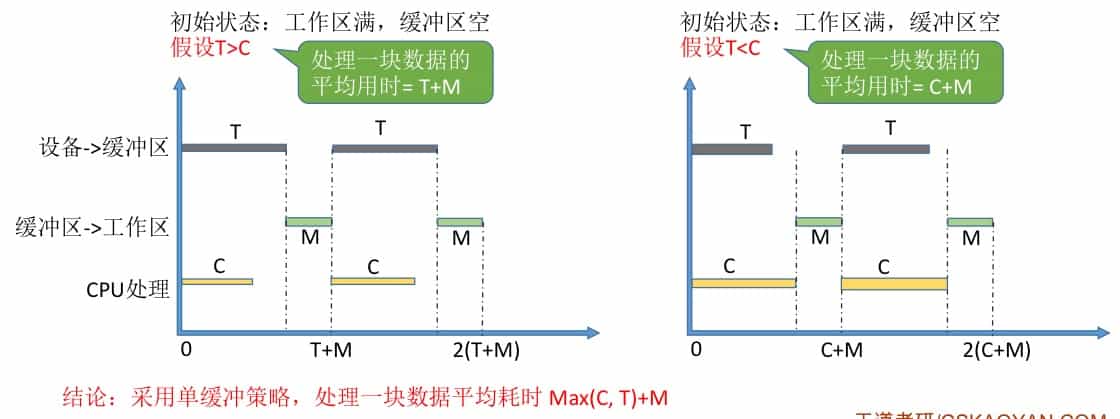 初始状态：工作区满，缓冲区空
假设T>C
处理一块数据的
平均用时= T+M
设备->缓冲区
T
T
缓冲区->工作区
M
M
CPU处理
C
C
0
T+M
2(T+M)
初始状态：工作区满，缓冲区空
假设T<C
处理一块数据的
平均用时= C+M
T
T
M
M
C
C
0
C+M
2(C+M)
结论：采用单缓冲策略，处理一块数据平均耗时 Max(C, T)+M